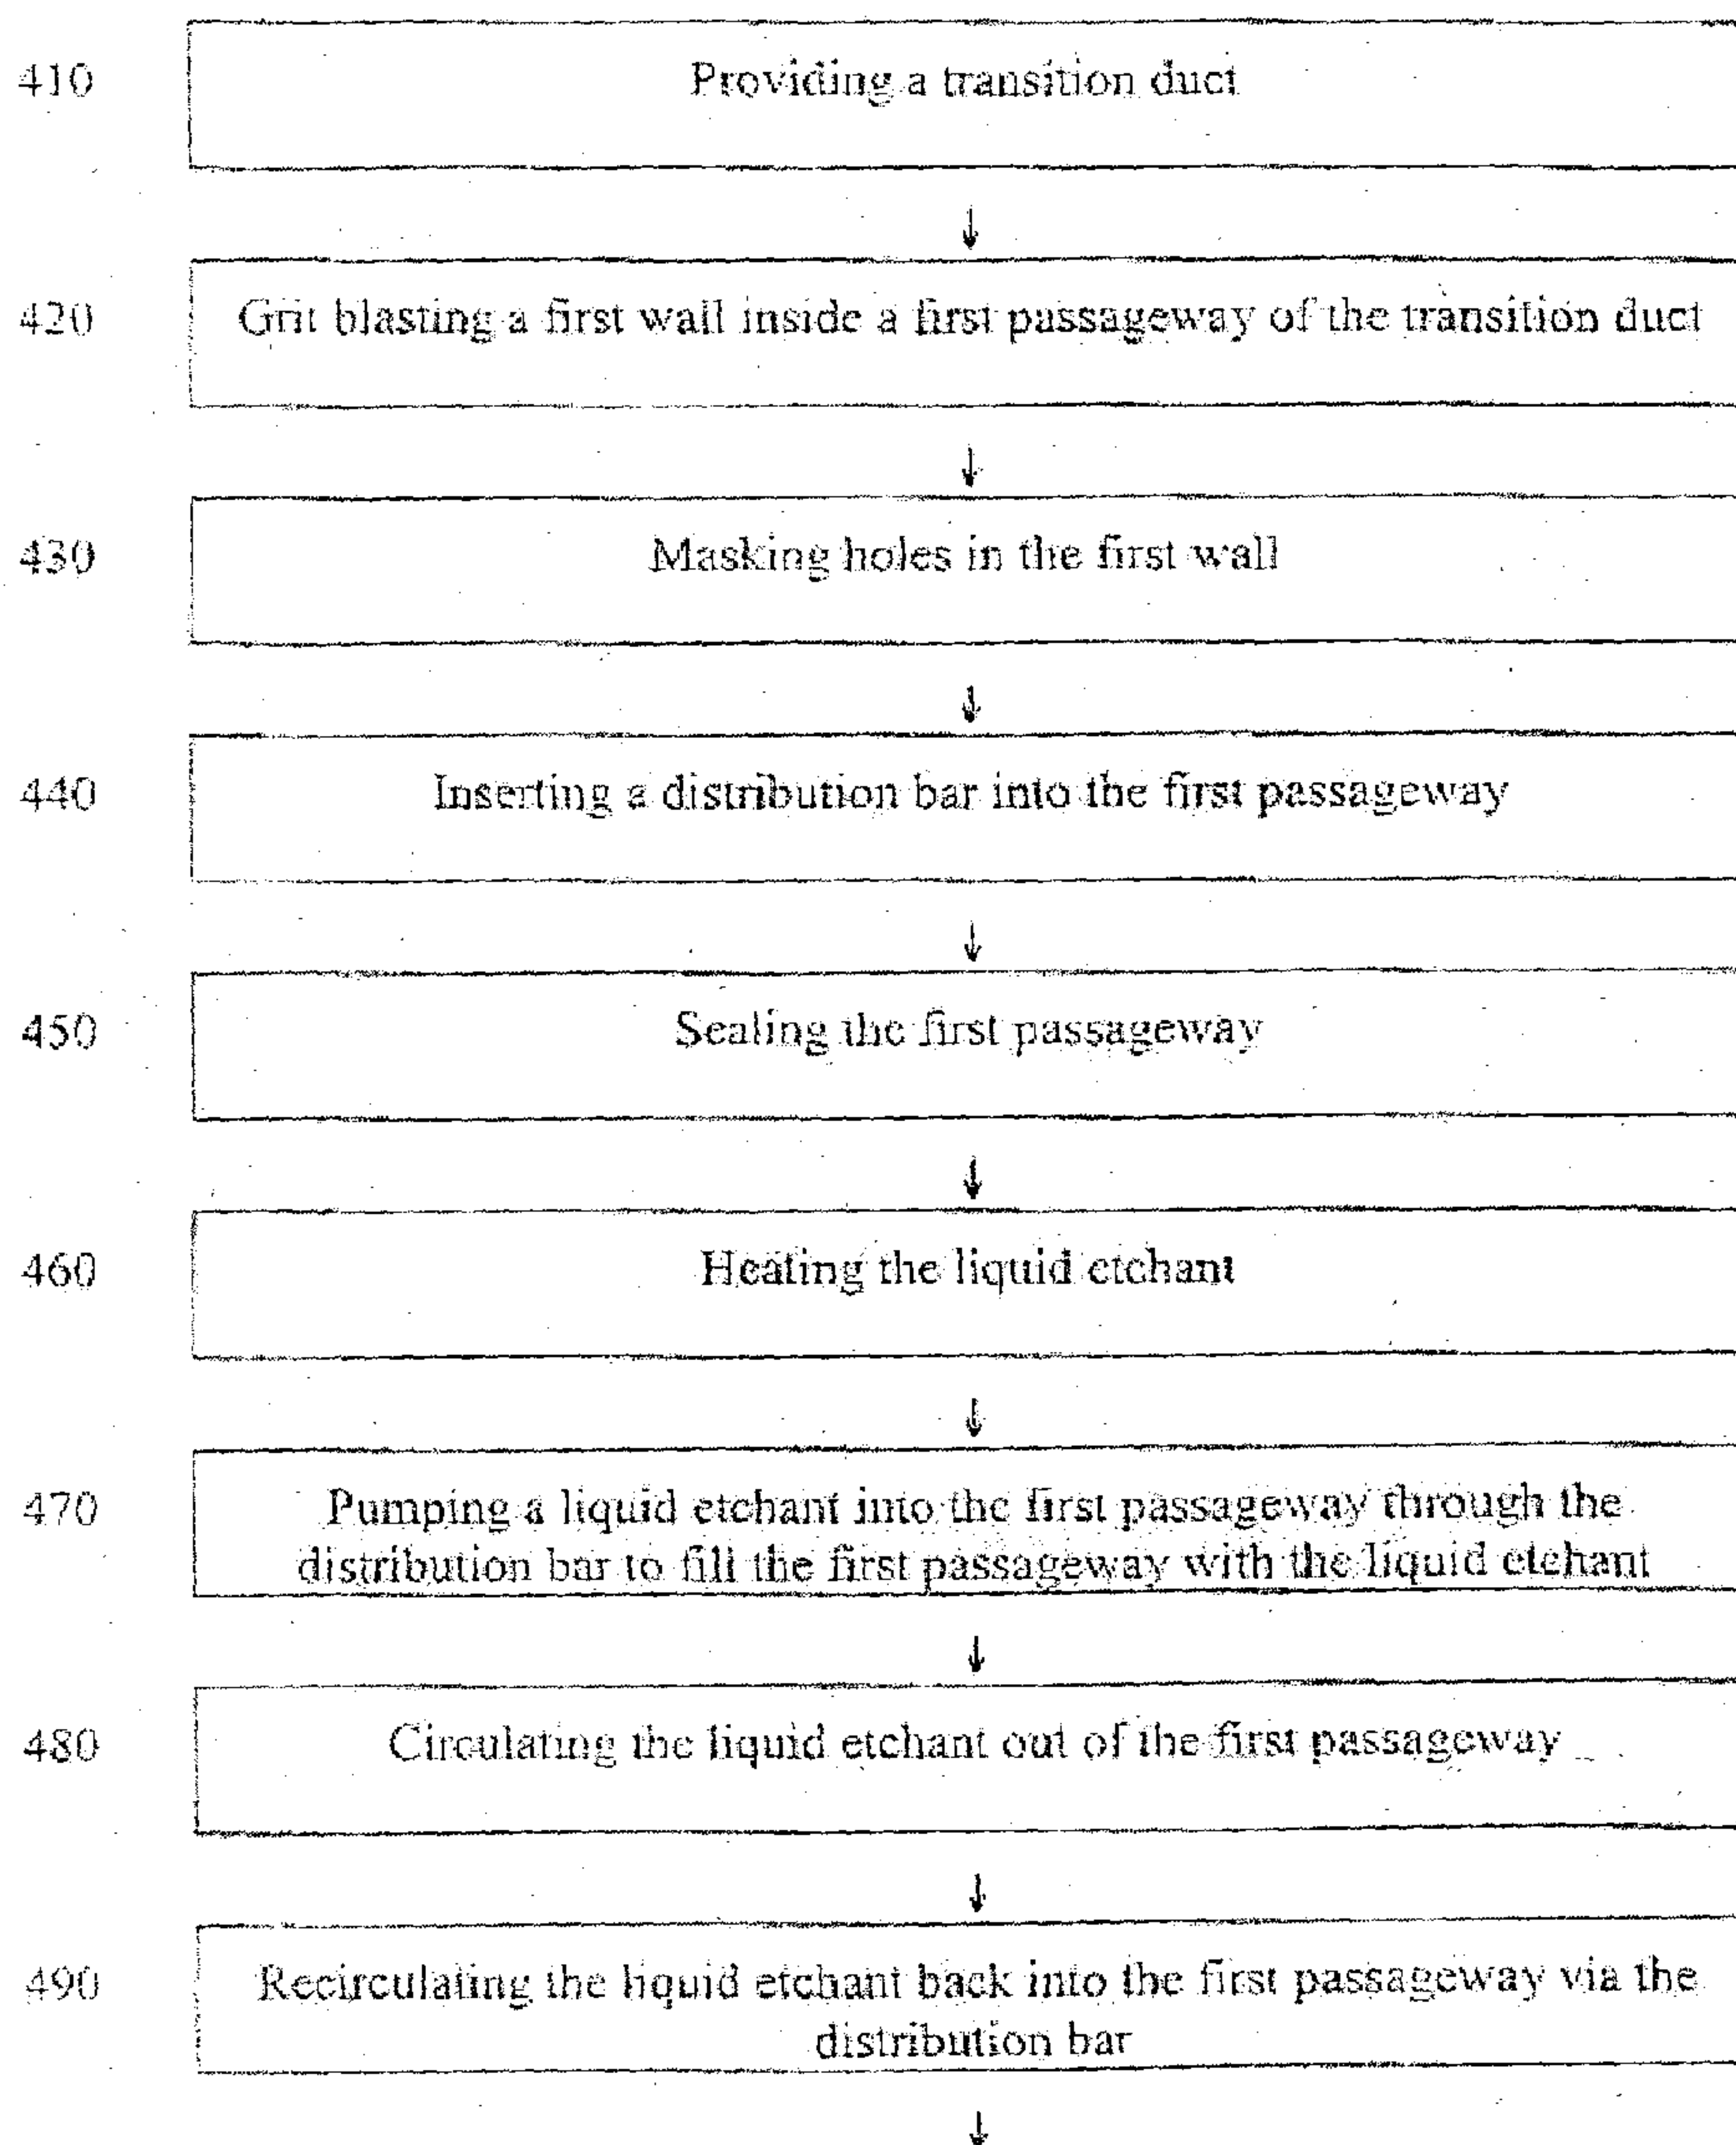 410 Providing a transition duct
420 Grit blasting a first wall inside a first passageway of the transition duct
430 Masking holes in the first wall
440 Inserting a distribution bar into the first passageway
450 Sealing the first passageway
460 Heating the liquid etchant
470 Pumping a liquid etchant into the first passageway through the
distribution bar to fill the first passageway with the liquid etchant
480 Circulating the liquid etchant out of the first passageway
490 Recirculating the liquid etchant back into the first passageway via the
distribution bar